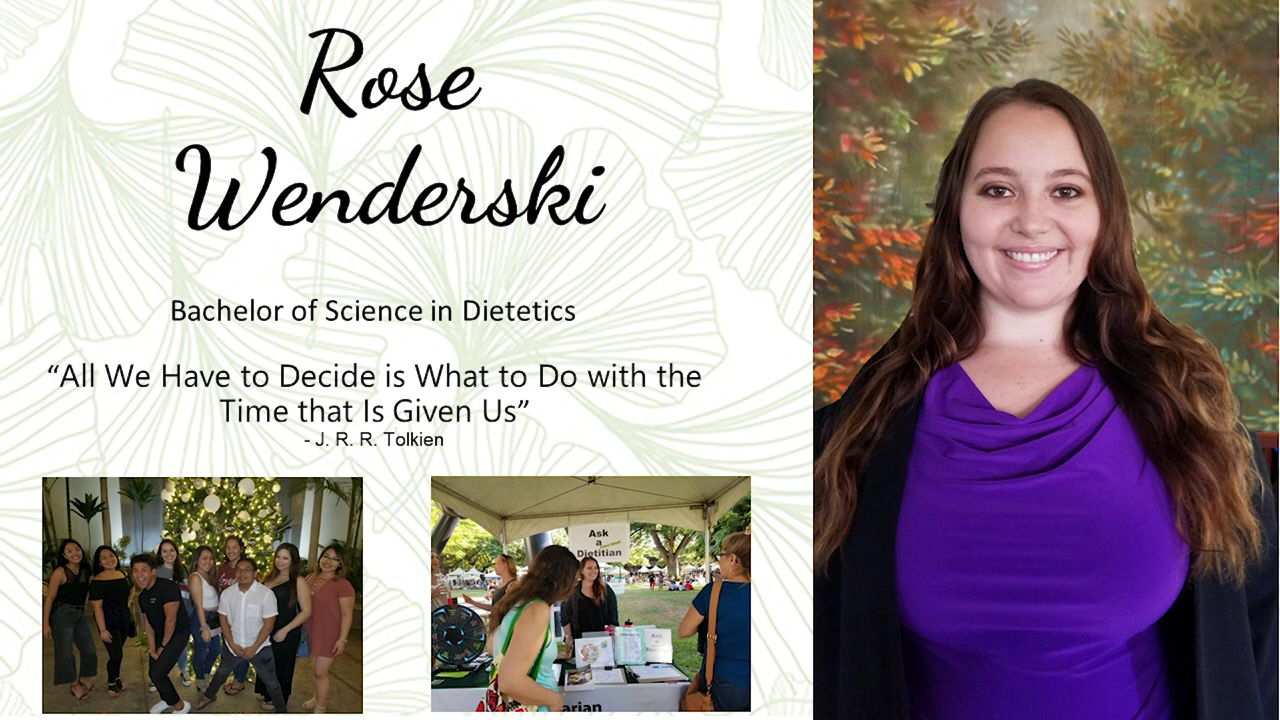 Rose
Wenderski
Bachelor of Science in Dietetics
“All We Have to Decide is What to Do with the
Time that Is Given Us”
- J. R. R. Tolkien
Ask
a
Dietitian
Ask
a
arian